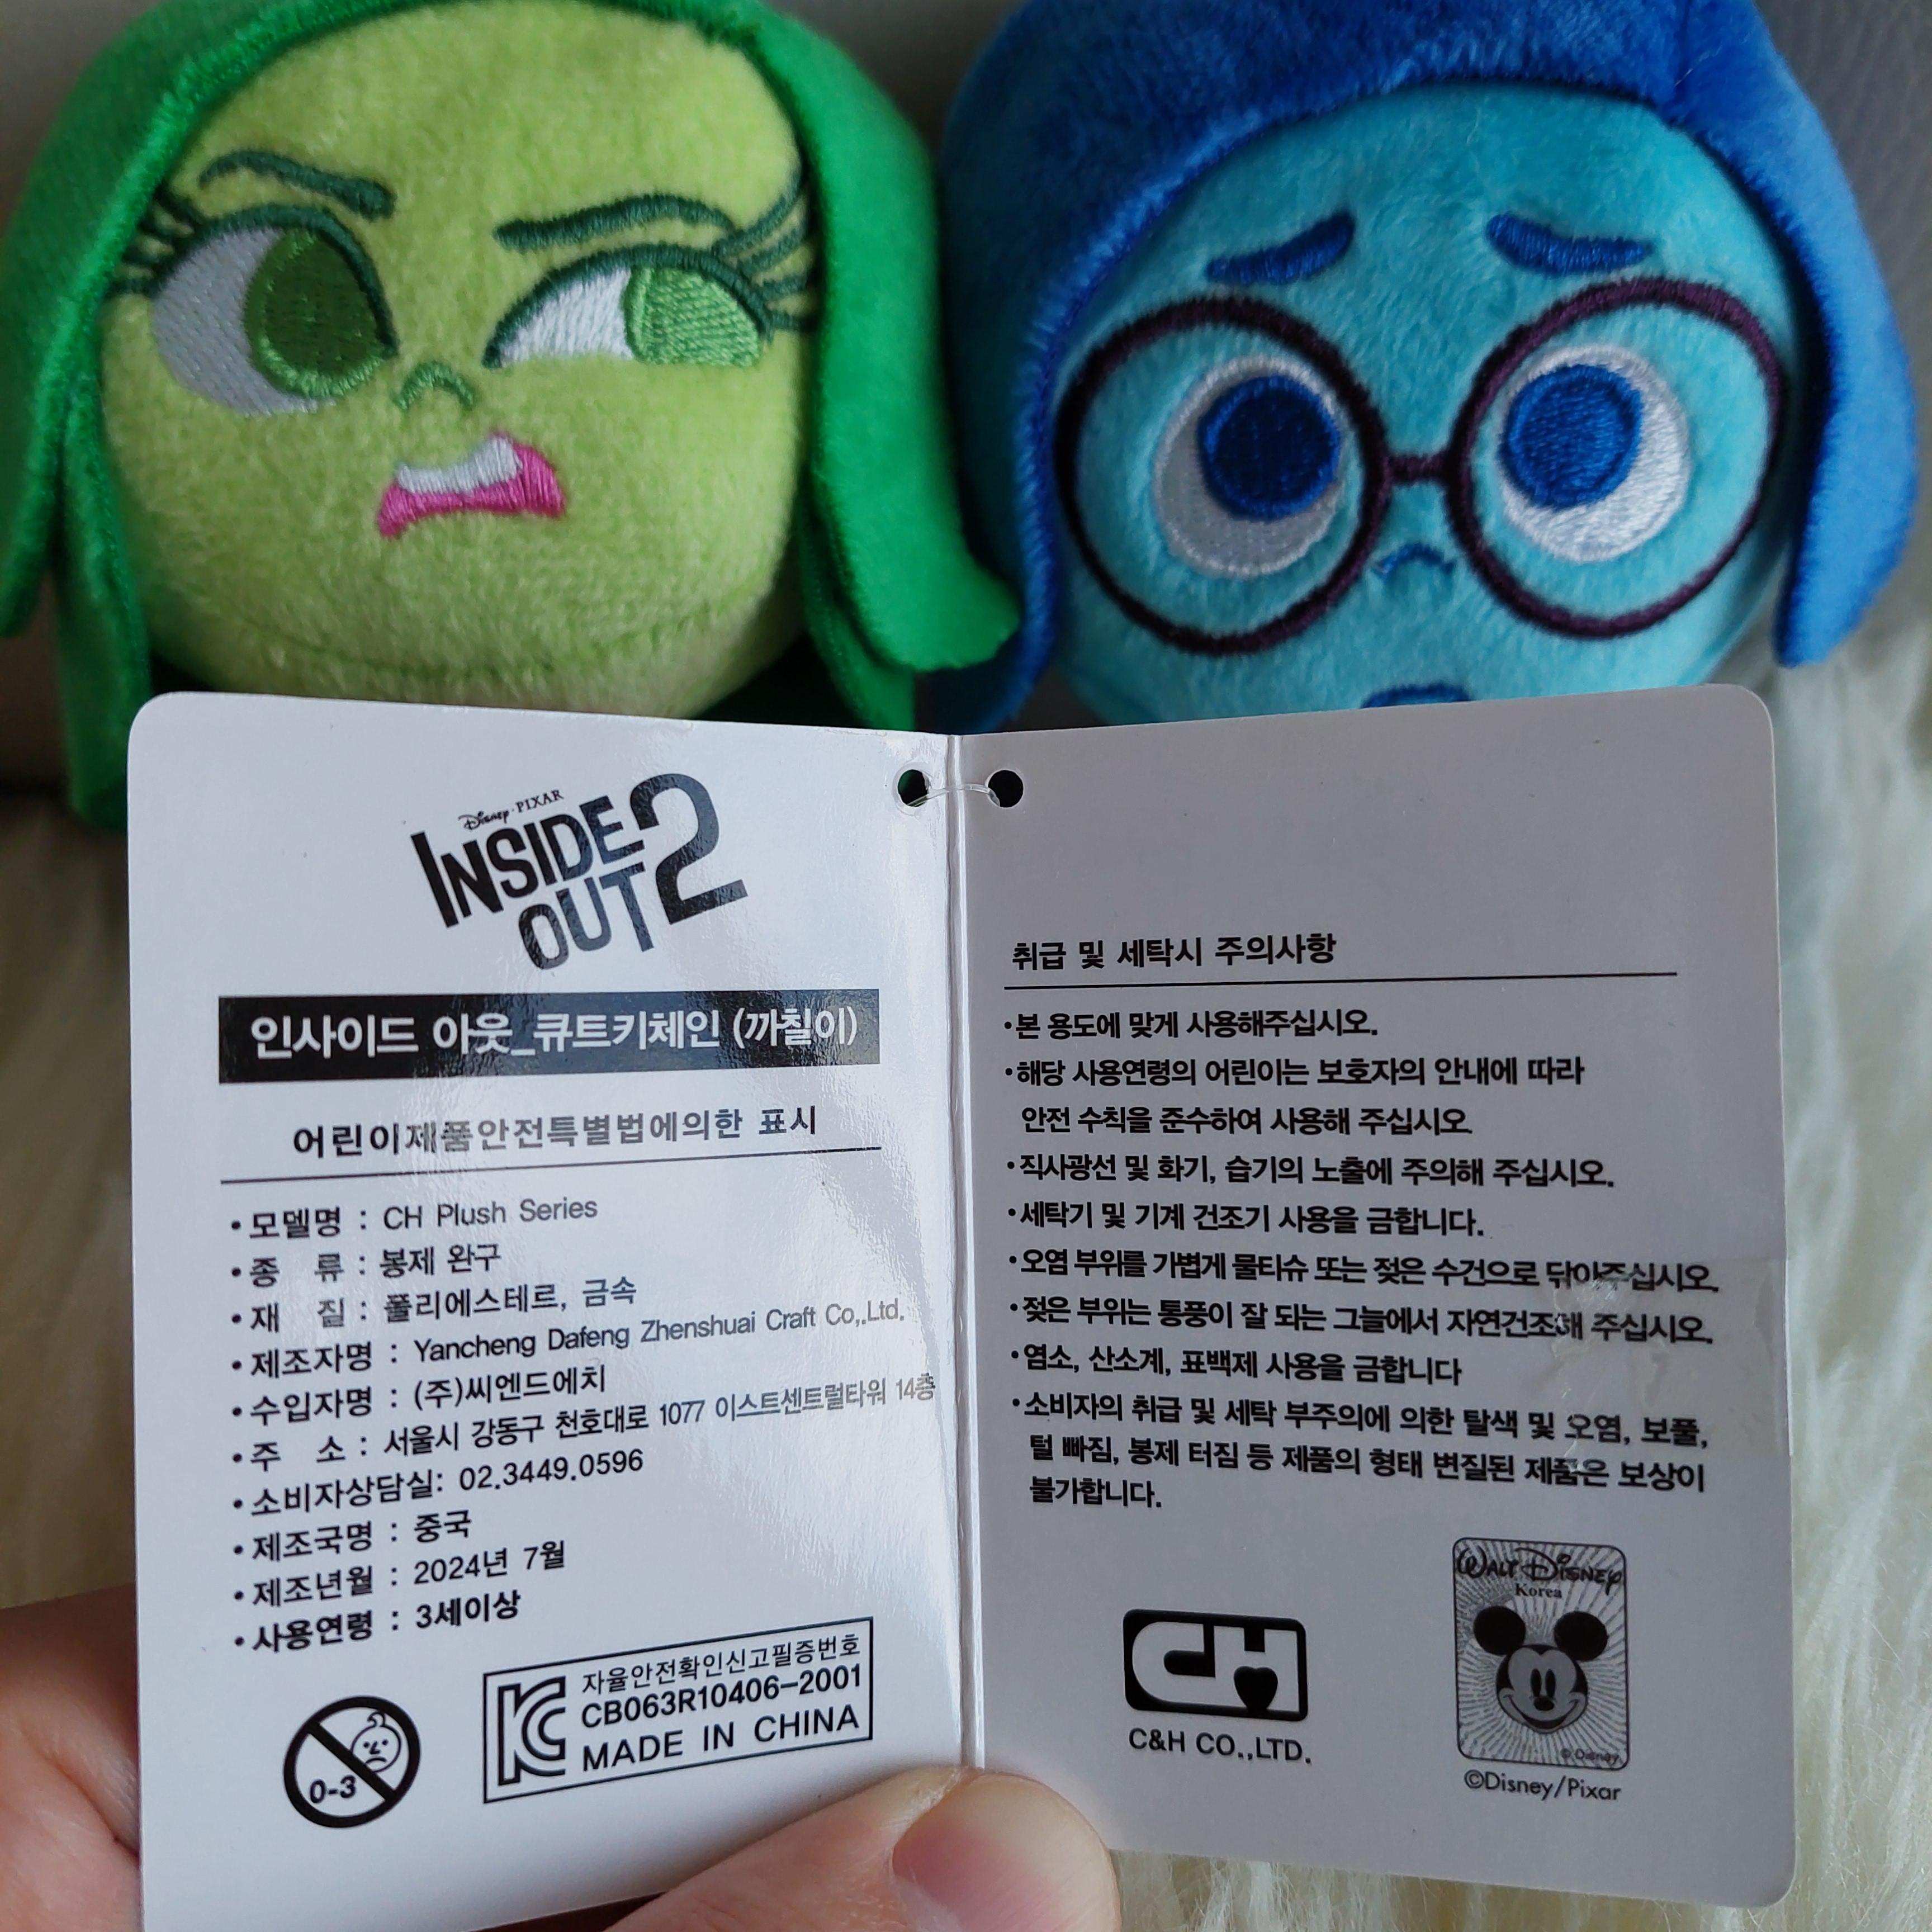 Disney·PIXAR
INSIDE OUT 2
인사이드 아웃_큐트키체인 (까칠이)
어린이제품안전특별법에의한 표시
•모델명 : CH Plush Series
•종 류 : 봉제 완구
•재 질 : 폴리에스테르, 금속
•제조자명 : Yancheng Dafeng Zhenshuai Craft Co,.Ltd.
•수입자명 : (주)씨엔드에치
•주 소 : 서울시 강동구 천호대로 1077 이스트센트럴타워 14층
•소비자상담실: 02.3449.0596
•제조국명 : 중국
•제조년월 : 2024년 7월
•사용연령 : 3세이상
0-3
KC
자율안전확인신고필증번호
CB063R10406-2001
MADE IN CHINA
취급 및 세탁시 주의사항
•본 용도에 맞게 사용해주십시오.
•해당 사용연령의 어린이는 보호자의 안내에 따라
안전 수칙을 준수하여 사용해 주십시오.
•직사광선 및 화기, 습기의 노출에 주의해 주십시오.
•세탁기 및 기계 건조기 사용을 금합니다.
•오염 부위를 가볍게 물티슈 또는 젖은 수건으로 닦아주십시오.
•젖은 부위는 통풍이 잘 되는 그늘에서 자연건조해 주십시오.
•염소, 산소계, 표백제 사용을 금합니다
•소비자의 취급 및 세탁 부주의에 의한 탈색 및 오염, 보풀,
털 빠짐, 봉제 터짐 등 제품의 형태 변질된 제품은 보상이
불가합니다.
CH
C&H CO.,LTD.
WALT DISNEY
Korea
© Disney
©Disney/Pixar